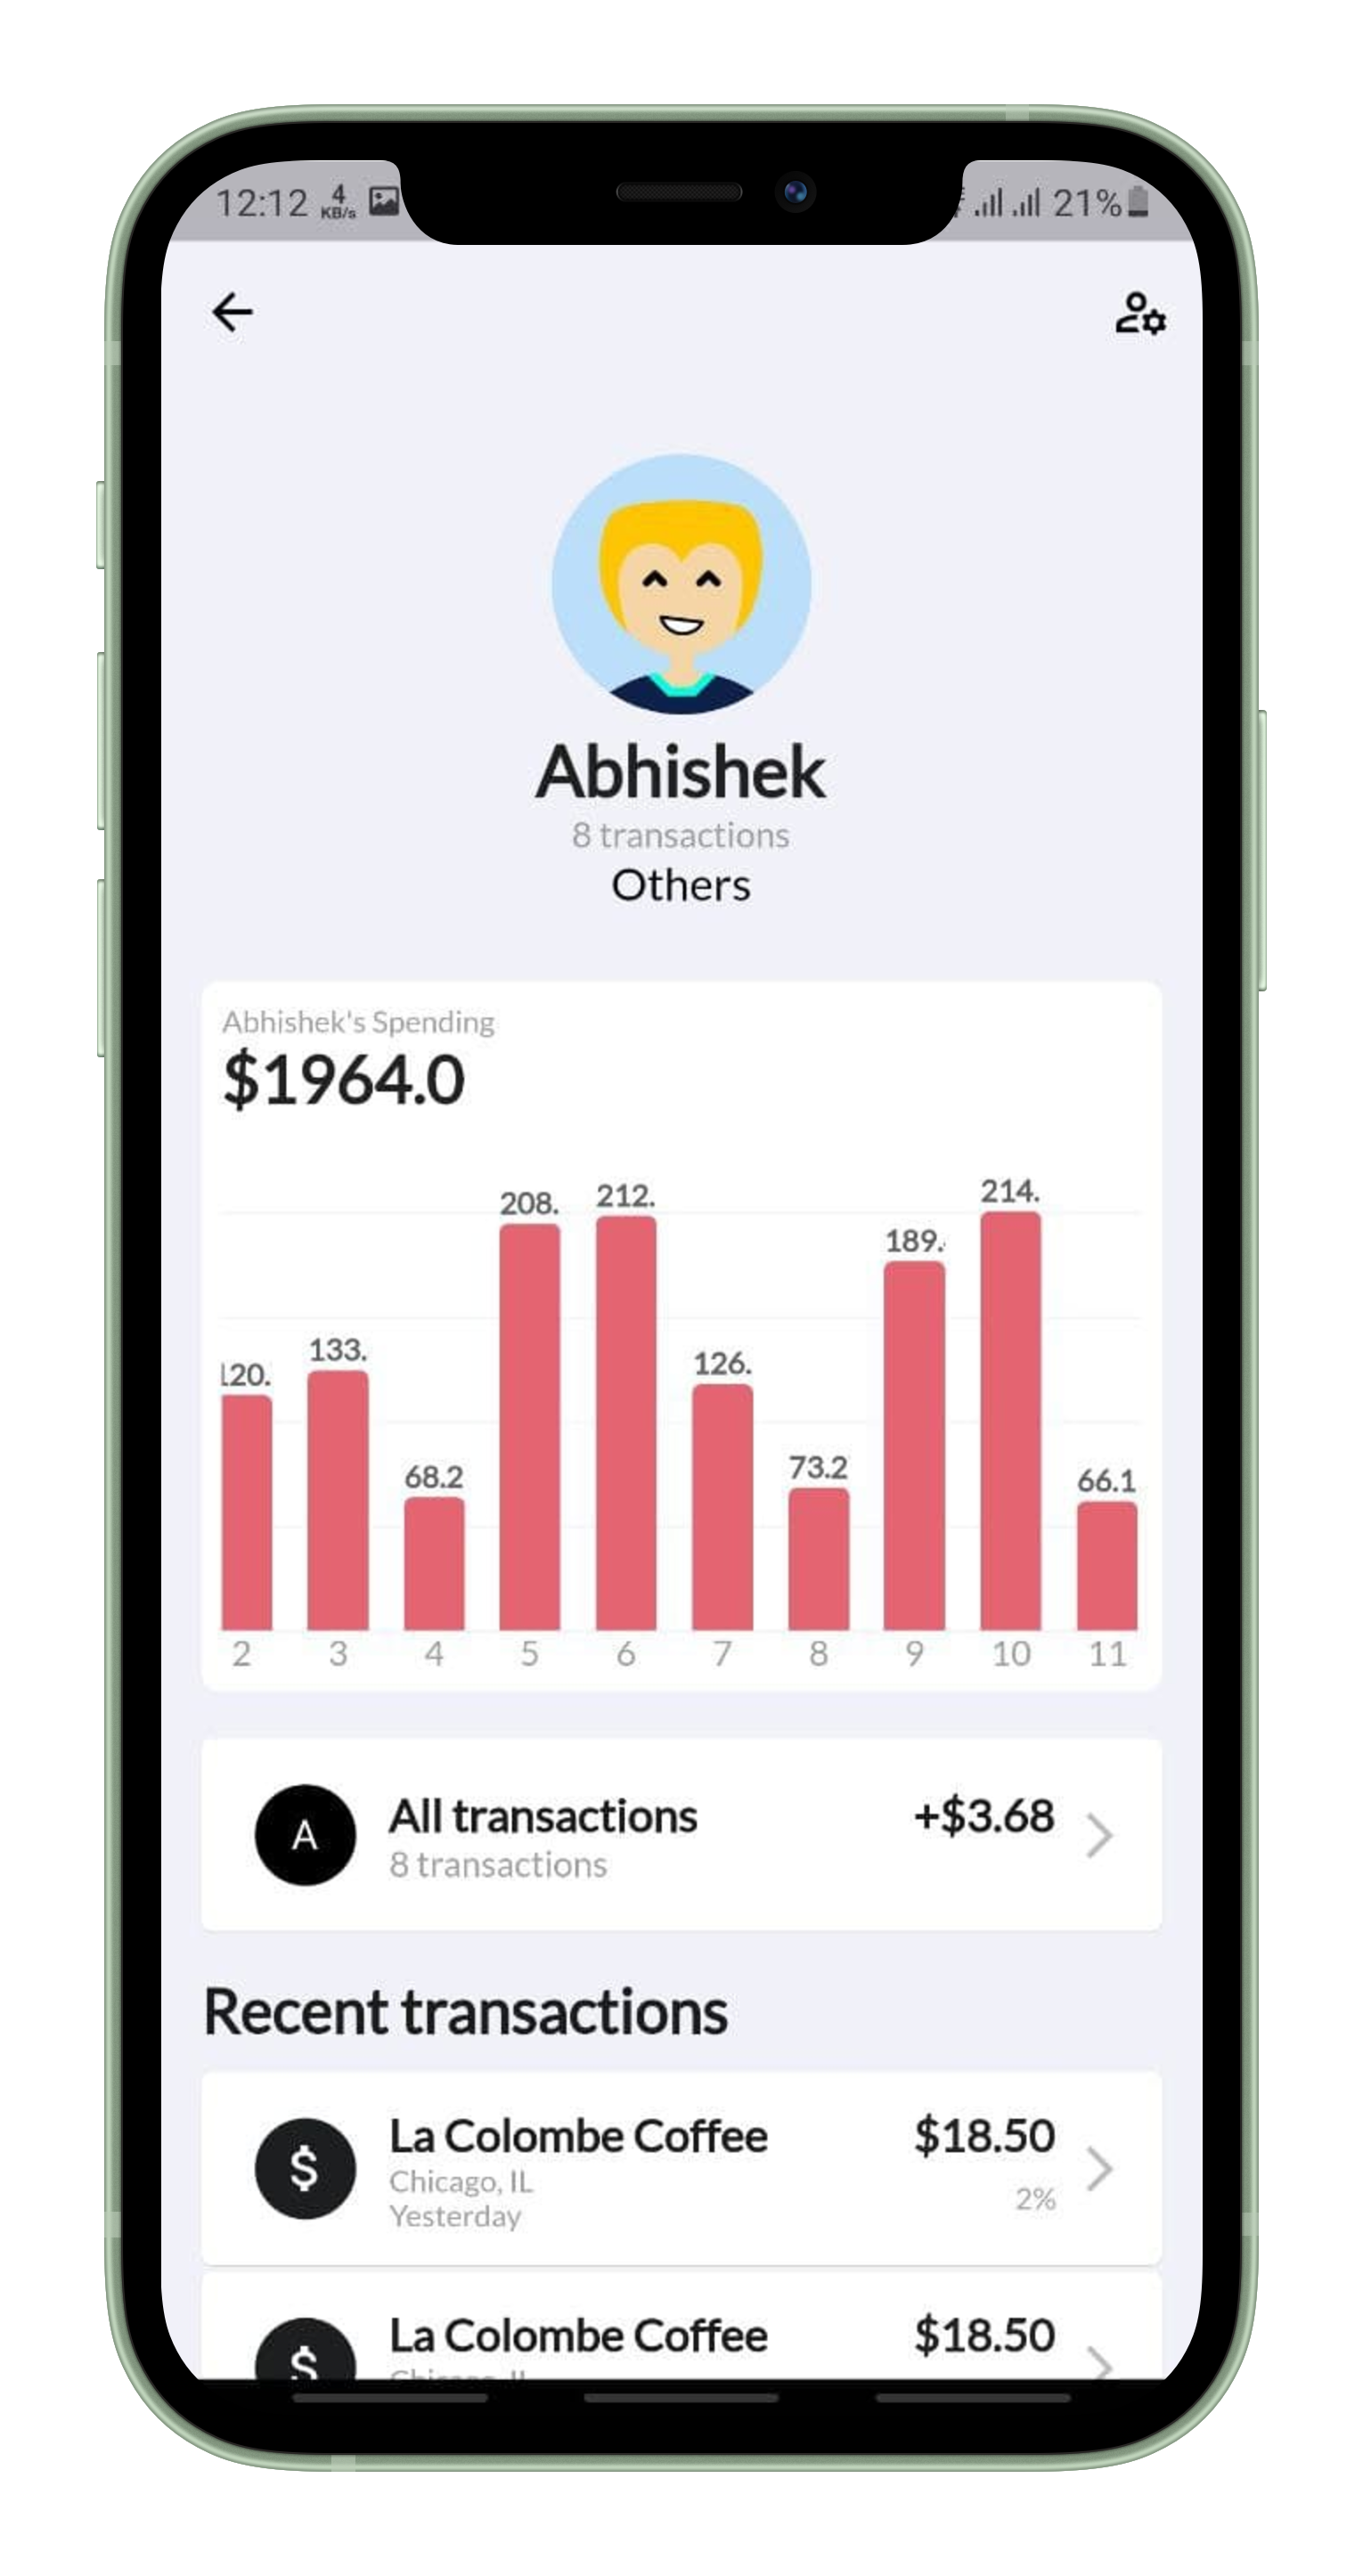 12:12 4 KB/s 21%
Abhishek
8 transactions
Others
Abhishek's Spending
$1964.0
208. 212. 214.
189.
133. 126.
120.
68.2 73.2 66.1
2 3 4 5 6 7 8 9 10 11
A All transactions +$3.68
8 transactions
Recent transactions
$ La Colombe Coffee $18.50
Chicago, IL 2%
Yesterday
$ La Colombe Coffee $18.50